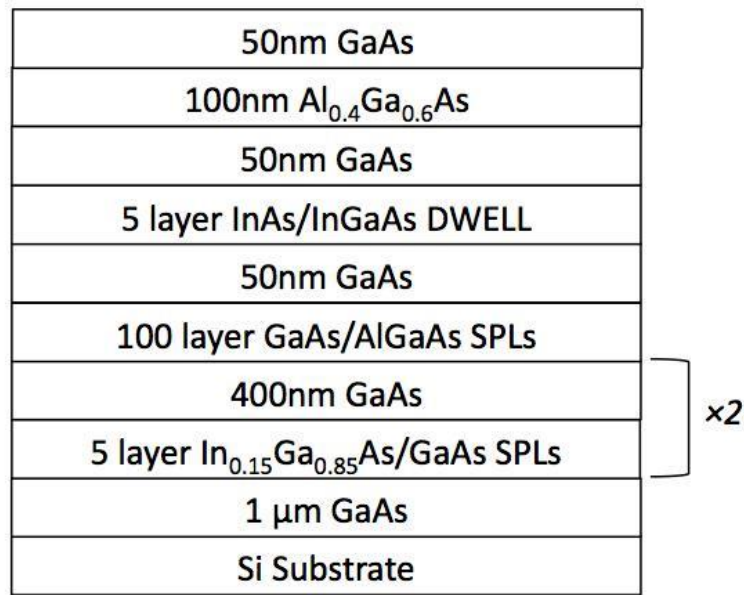 50nm GaAs
100nm Al₀.₄Ga₀.₆As
50nm GaAs
5 layer InAs/InGaAs DWELL
50nm GaAs
100 layer GaAs/AlGaAs SPLs
400nm GaAs
×2
5 layer In₀.₁₅Ga₀.₈₅As/GaAs SPLs
1 μm GaAs
Si Substrate